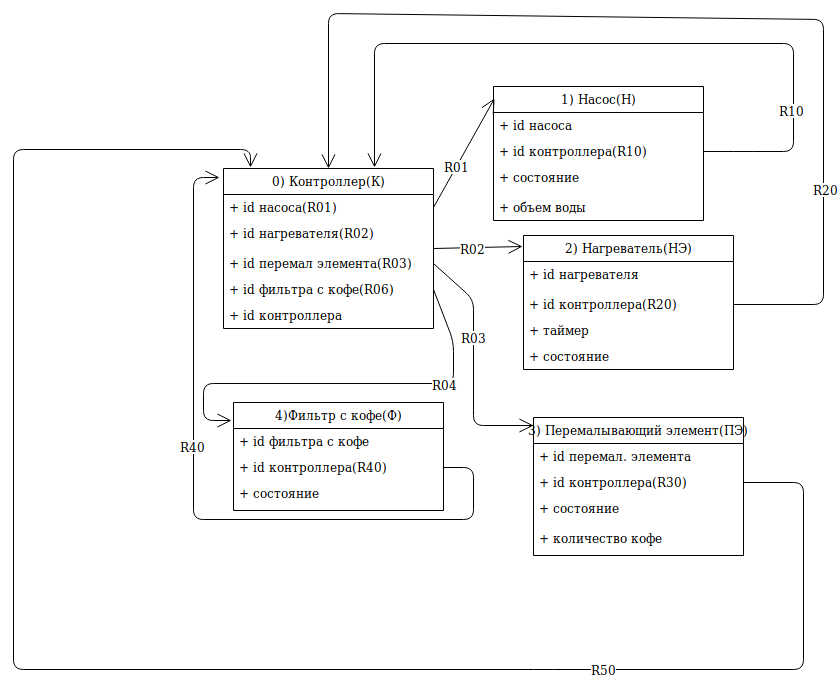 1) Насос(Н)
+ id насоса
+ id контроллера(R10)
+ состояние
+ объем воды
R10
R20
R01
0) Контроллер(К)
+ id насоса(R01)
+ id нагревателя(R02)
+ id перемал элемента(R03)
+ id фильтра с кофе(R06)
+ id контроллера
R02
2) Нагреватель(НЭ)
+ id нагревателя
+ id контроллера(R20)
+ таймер
+ состояние
R03
R04
4)Фильтр с кофе(Ф)
+ id фильтра с кофе
+ id контроллера(R40)
+ состояние
R40
3) Перемалывающий элемент(ПЭ)
+ id перемал. элемента
+ id контроллера(R30)
+ состояние
+ количество кофе
R50